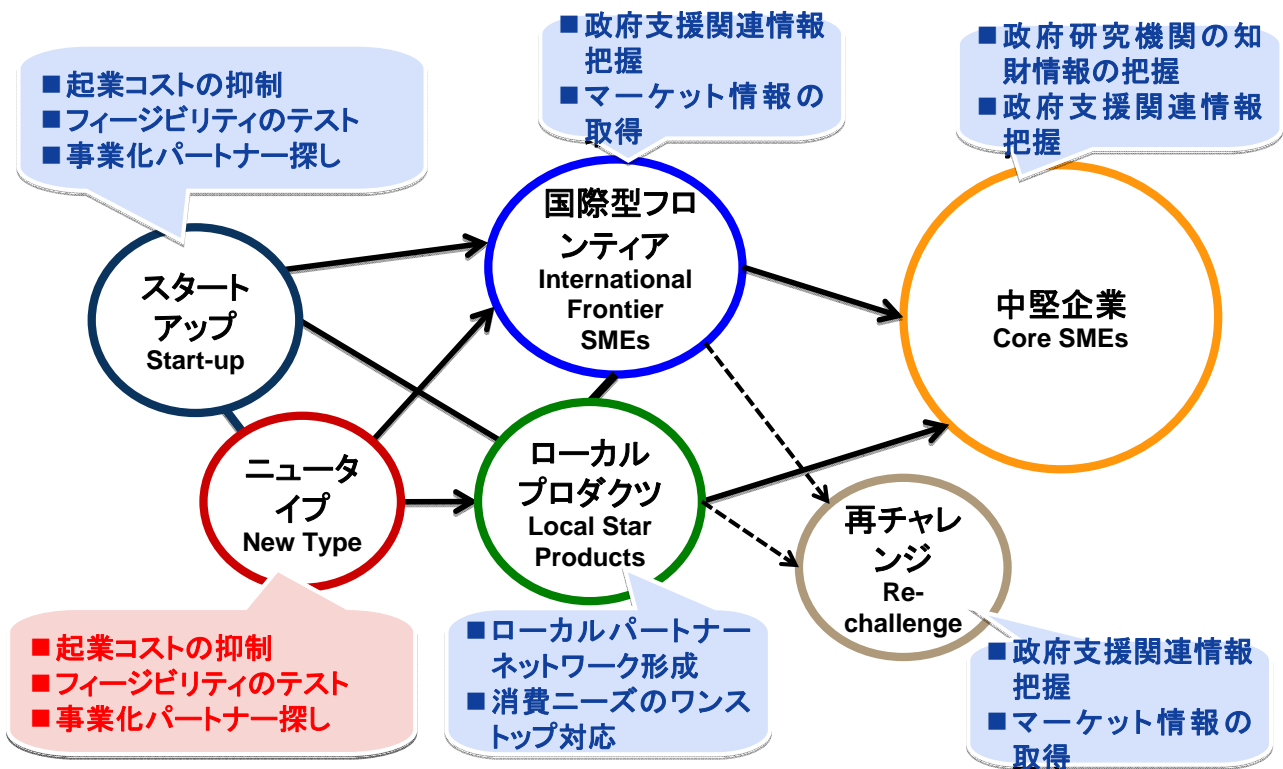 ■政府支援関連情報
把握
■マーケット情報の
取得
■政府研究機関の知
財情報の把握
■政府支援関連情報
把握
■起業コストの抑制
■フィージビリティのテスト
■事業化パートナー探し
国際型フロ
ンティア
International
Frontier
SMEs
スタート
アップ
Start-up
中堅企業
Core SMEs
ニュータ
イプ
New Type
ローカル
プロダクツ
Local Star
Products
再チャレ
ンジ
Re-
challenge
■起業コストの抑制
■フィージビリティのテスト
■事業化パートナー探し
■ローカルパートナー
ネットワーク形成
■消費ニーズのワンス
トップ対応
■政府支援関連情報
把握
■マーケット情報の
取得